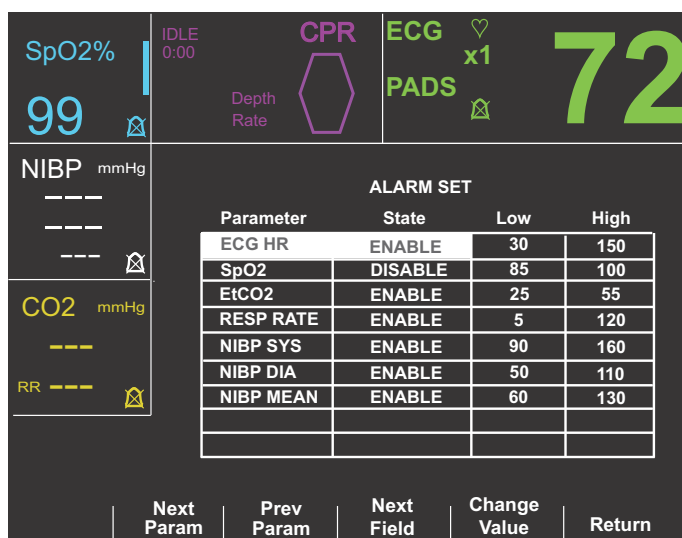 SpO2%
99
IDLE
0:00
CPR
Depth
Rate
ECG
x1
PADS
72
NIBP mmHg
---
---
---
CO2 mmHg
---
RR ---
ALARM SET
Parameter State Low High
ECG HR ENABLE 30 150
SpO2 DISABLE 85 100
EtCO2 ENABLE 25 55
RESP RATE ENABLE 5 120
NIBP SYS ENABLE 90 160
NIBP DIA ENABLE 50 110
NIBP MEAN ENABLE 60 130
Next Param
Prev Param
Next Field
Change Value
Return